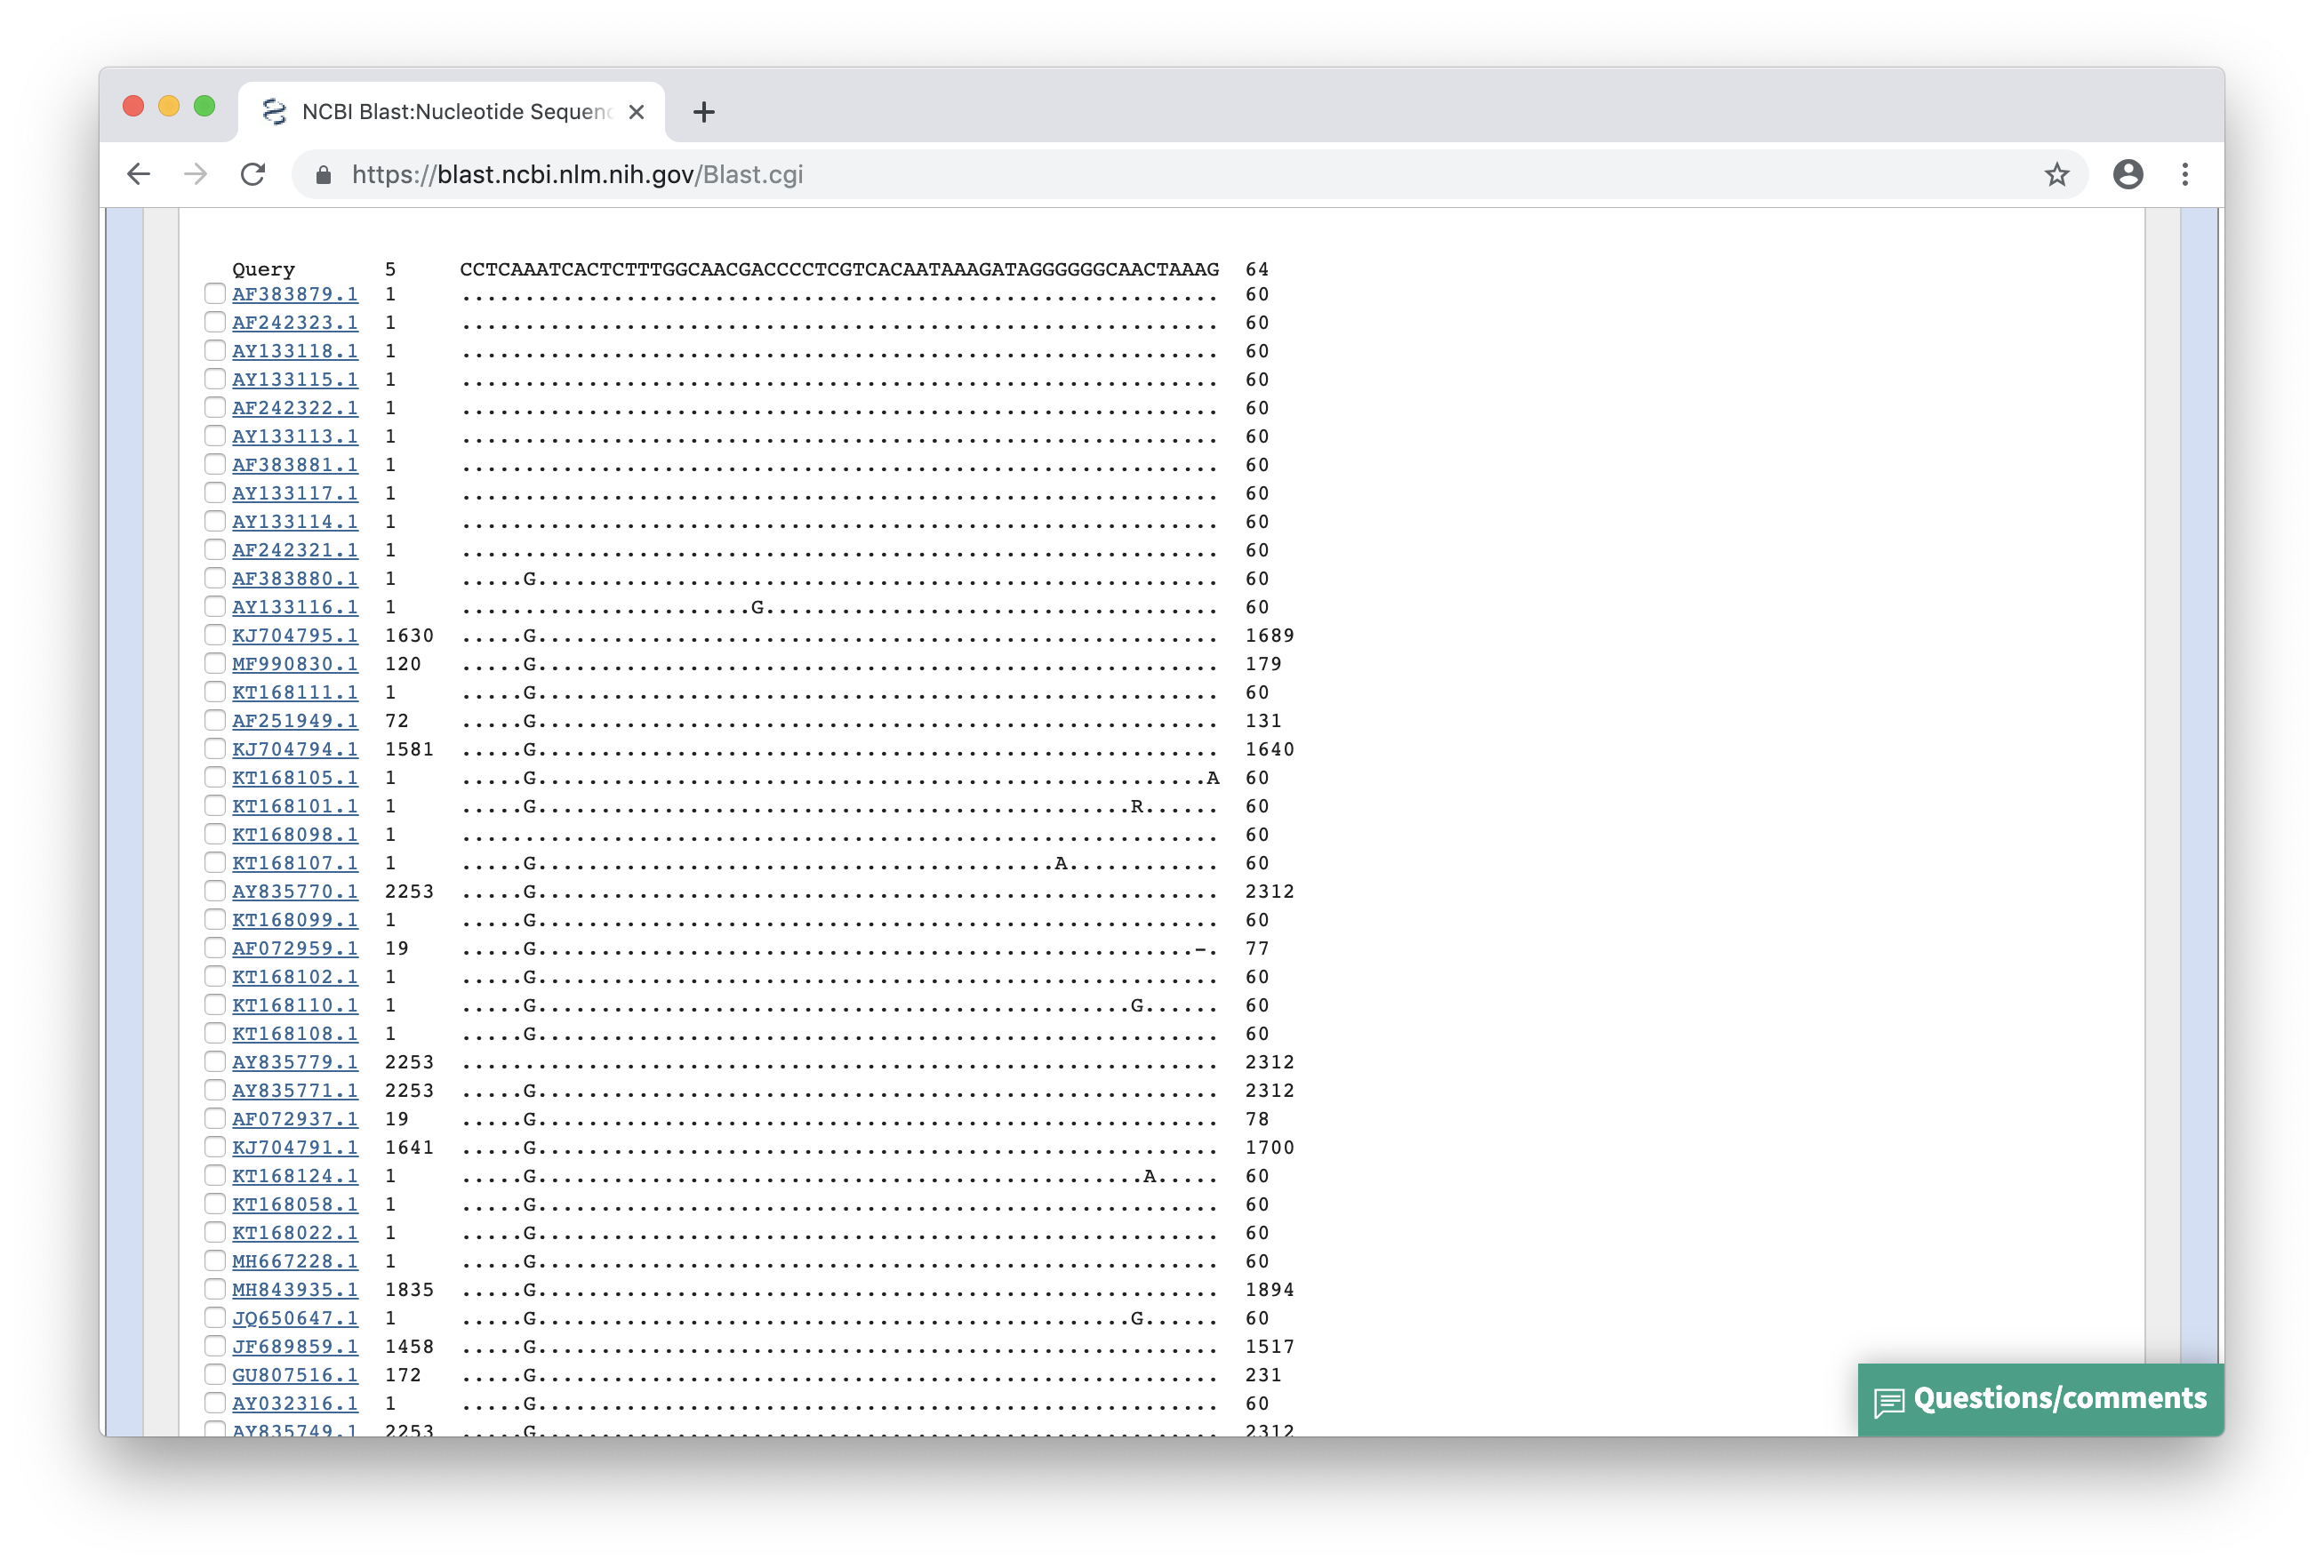 NCBI Blast:Nucleotide Sequenc
https://blast.ncbi.nlm.nih.gov/Blast.cgi
Query 5 CCTCAAATCACTCTTTGGCAACGACCCCTCGTCACAATAAAGATAGGGGGGCAACTAAAG 64
AF383879.1 1 ............................................................ 60
AF242323.1 1 ............................................................ 60
AY133118.1 1 ............................................................ 60
AY133115.1 1 ............................................................ 60
AF242322.1 1 ............................................................ 60
AY133113.1 1 ............................................................ 60
AF383881.1 1 ............................................................ 60
AY133117.1 1 ............................................................ 60
AY133114.1 1 ............................................................ 60
AF242321.1 1 ............................................................ 60
AF383880.1 1 .....G...................................................... 60
AY133116.1 1 .......................G.................................... 60
KJ704795.1 1630 .....G...................................................... 1689
MF990830.1 120 .....G...................................................... 179
KT168111.1 1 .....G...................................................... 60
AF251949.1 72 .....G...................................................... 131
KJ704794.1 1581 .....G...................................................... 1640
KT168105.1 1 .....G.....................................................A 60
KT168101.1 1 .....G...............................................R...... 60
KT168098.1 1 ............................................................ 60
KT168107.1 1 .....G.........................................A............ 60
AY835770.1 2253 .....G...................................................... 2312
KT168099.1 1 .....G...................................................... 60
AF072959.1 19 .....G....................................................-. 77
KT168102.1 1 .....G...................................................... 60
KT168110.1 1 .....G...............................................G...... 60
KT168108.1 1 .....G...................................................... 60
AY835779.1 2253 ............................................................ 2312
AY835771.1 2253 .....G...................................................... 2312
AF072937.1 19 .....G...................................................... 78
KJ704791.1 1641 .....G...................................................... 1700
KT168124.1 1 .....G................................................A..... 60
KT168058.1 1 .....G...................................................... 60
KT168022.1 1 .....G...................................................... 60
MH667228.1 1 .....G...................................................... 60
MH843935.1 1835 .....G...................................................... 1894
JQ650647.1 1 .....G...............................................G...... 60
JF689859.1 1458 .....G...................................................... 1517
GU807516.1 172 .....G...................................................... 231
AY032316.1 1 .....G...................................................... 60
AY835749.1 2253 .....G...................................................... 2312
Questions/comments